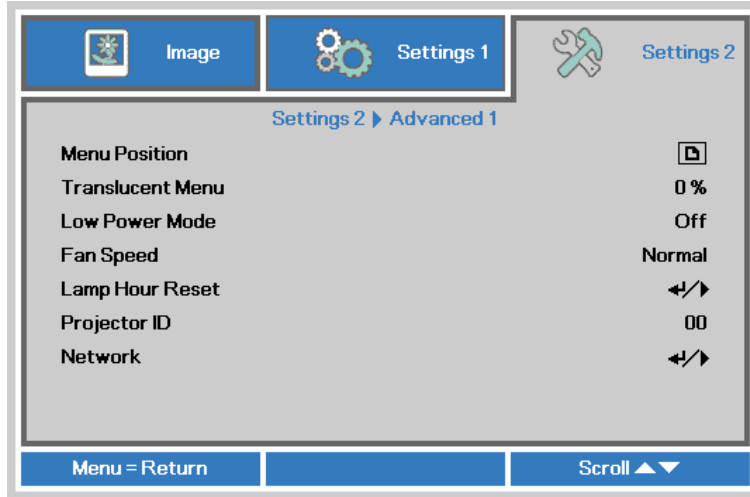 Image Settings 1 Settings 2
Settings 2 Advanced 1
Menu Position
Translucent Menu 0 %
Low Power Mode Off
Fan Speed Normal
Lamp Hour Reset
Projector ID 00
Network
Menu = Return Scroll